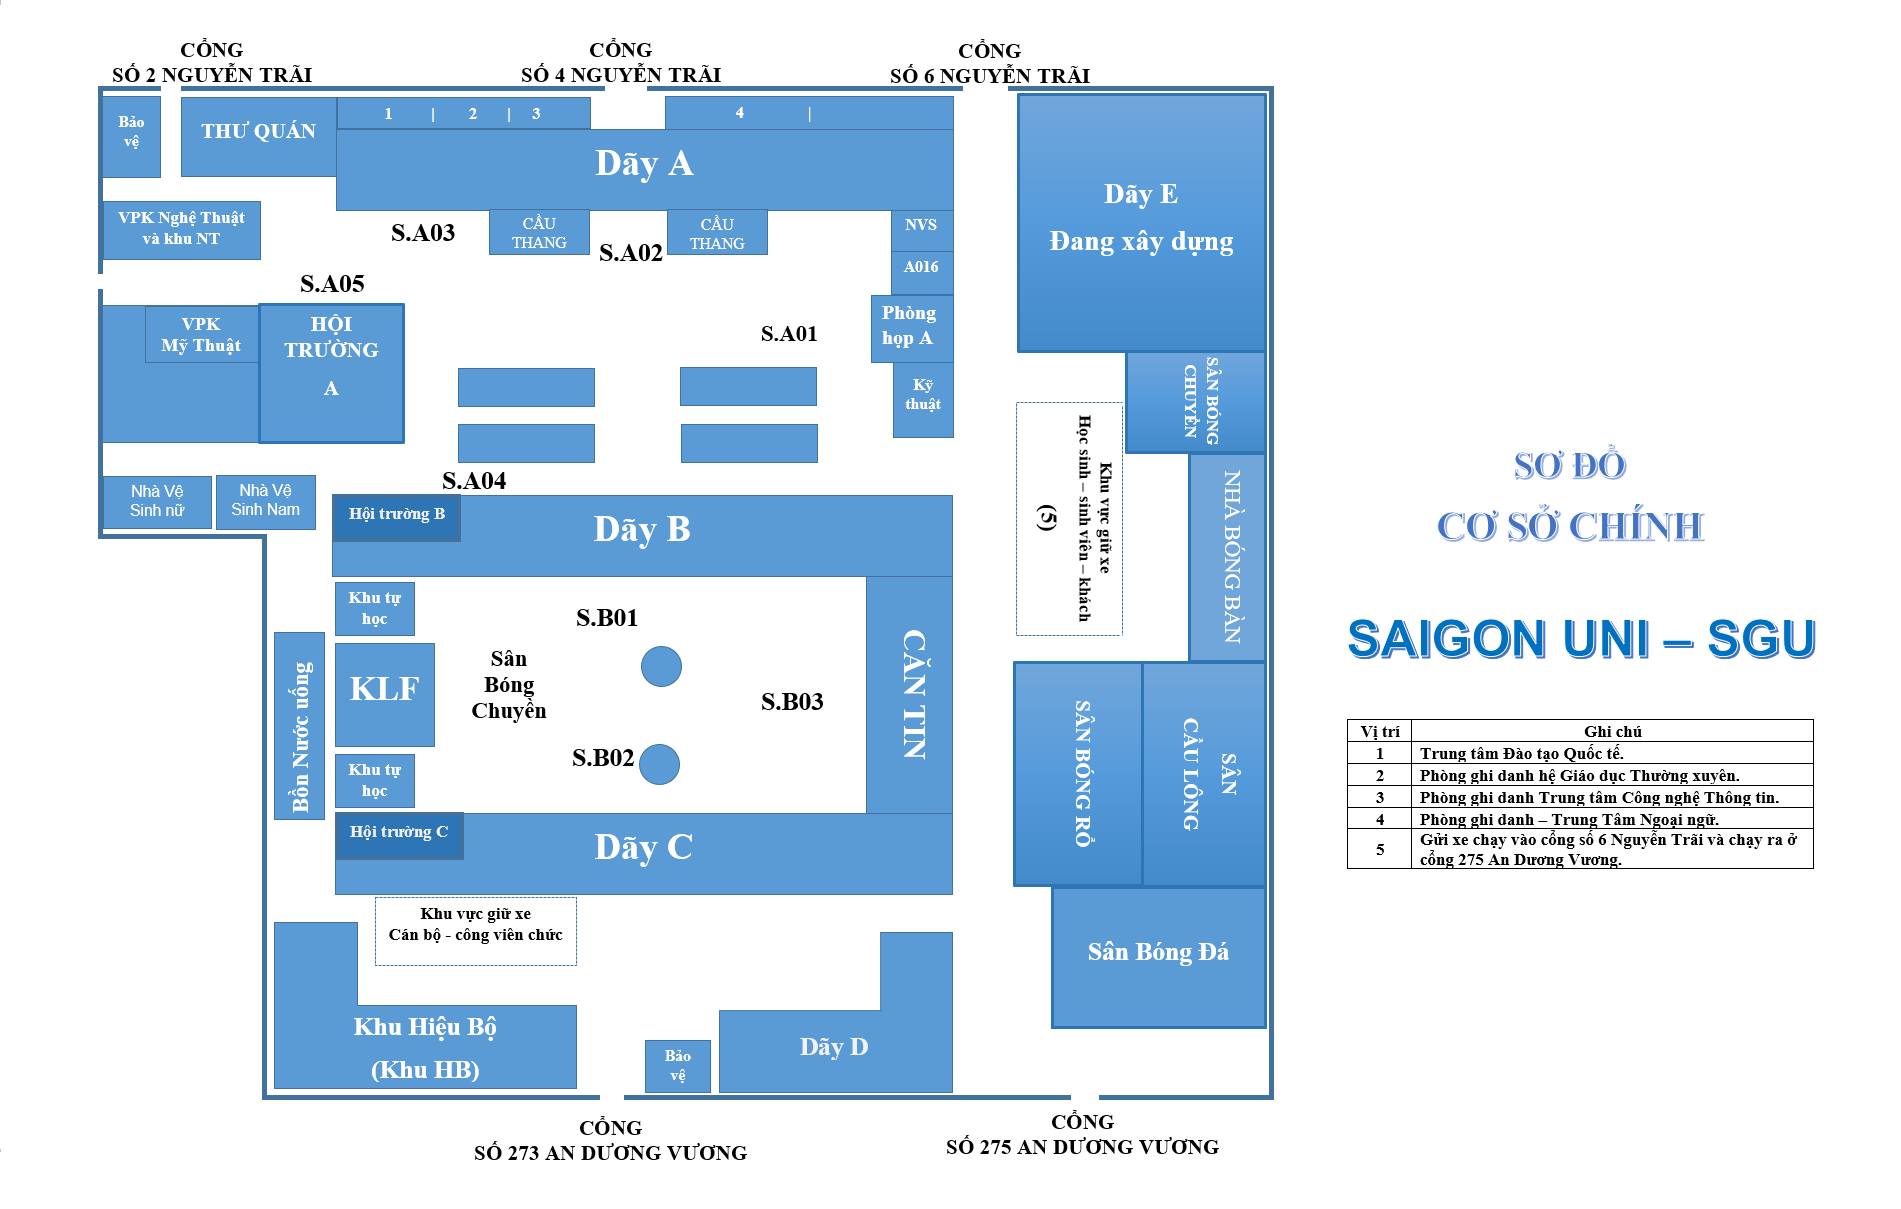 CỔNG
SỐ 2 NGUYỄN TRÃI
CỔNG
SỐ 4 NGUYỄN TRÃI
CỔNG
SỐ 6 NGUYỄN TRÃI
Bảo
vệ
THƯ QUÁN
1 | 2 | 3
4 |
Dãy A
Dãy E
Đang xây dựng
VPK Nghệ Thuật
và khu NT
S.A03
CẦU
THANG
S.A02
CẦU
THANG
NVS
A016
S.A05
VPK
Mỹ Thuật
HỘI
TRƯỜNG
A
S.A01
Phòng
họp A
Kỹ
thuật
SÂN BÓNG
CHUYỀN
Khu vực giữ xe
Học sinh – sinh viên – khách
(5)
NHÀ BÓNG BÀN
S.A04
Nhà Vệ
Sinh nữ
Nhà Vệ
Sinh Nam
Hội trường B
Dãy B
Khu tự
học
S.B01
Bồn Nước uống
KLF
Sân
Bóng
Chuyền
S.B03
CĂN TIN
S.B02
Khu tự
học
SÂN BÓNG RỔ
SÂN
CẦU LÔNG
Hội trường C
Dãy C
Khu vực giữ xe
Cán bộ - công viên chức
Sân Bóng Đá
Khu Hiệu Bộ
(Khu HB)
Bảo
vệ
Dãy D
CỔNG
SỐ 273 AN DƯƠNG VƯƠNG
CỔNG
SỐ 275 AN DƯƠNG VƯƠNG
SƠ ĐỒ
CƠ SỞ CHÍNH
SAIGON UNI – SGU
Vị trí Ghi chú
1 Trung tâm Đào tạo Quốc tế.
2 Phòng ghi danh hệ Giáo dục Thường xuyên.
3 Phòng ghi danh Trung tâm Công nghệ Thông tin.
4 Phòng ghi danh – Trung Tâm Ngoại ngữ.
5 Gửi xe chạy vào cổng số 6 Nguyễn Trãi và chạy ra ở
cổng 275 An Dương Vương.